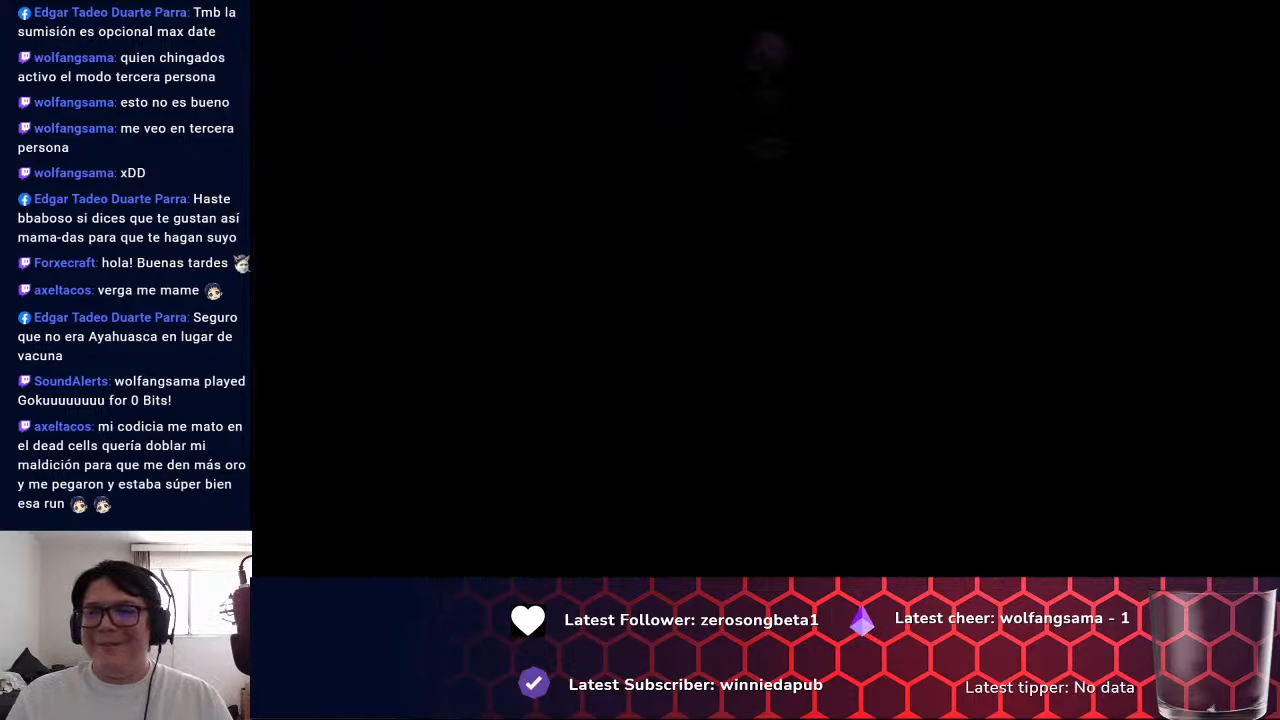 Edgar Tadeo Duarte Parra: Tmb la
sumisión es opcional max date
wolfangsama: quien chingados
activo el modo tercera persona
wolfangsama: esto no es bueno
wolfangsama: me veo en tercera
persona
wolfangsama: xDD
Edgar Tadeo Duarte Parra: Haste
bbaboso si dices que te gustan así
mama-das para que te hagan suyo
Forxecraft: hola! Buenas tardes
axeltacos: verga me mame
Edgar Tadeo Duarte Parra: Seguro
que no era Ayahuasca en lugar de
vacuna
SoundAlerts: wolfangsama played
Gokuuuuuuuu for 0 Bits!
axeltacos: mi codicia me mato en
el dead cells quería doblar mi
maldición para que me den más oro
y me pegaron y estaba súper bien
esa run
Latest Follower: zerosongbeta1
Latest cheer: wolfangsama - 1
Latest Subscriber: winniedapub
Latest tipper: No data